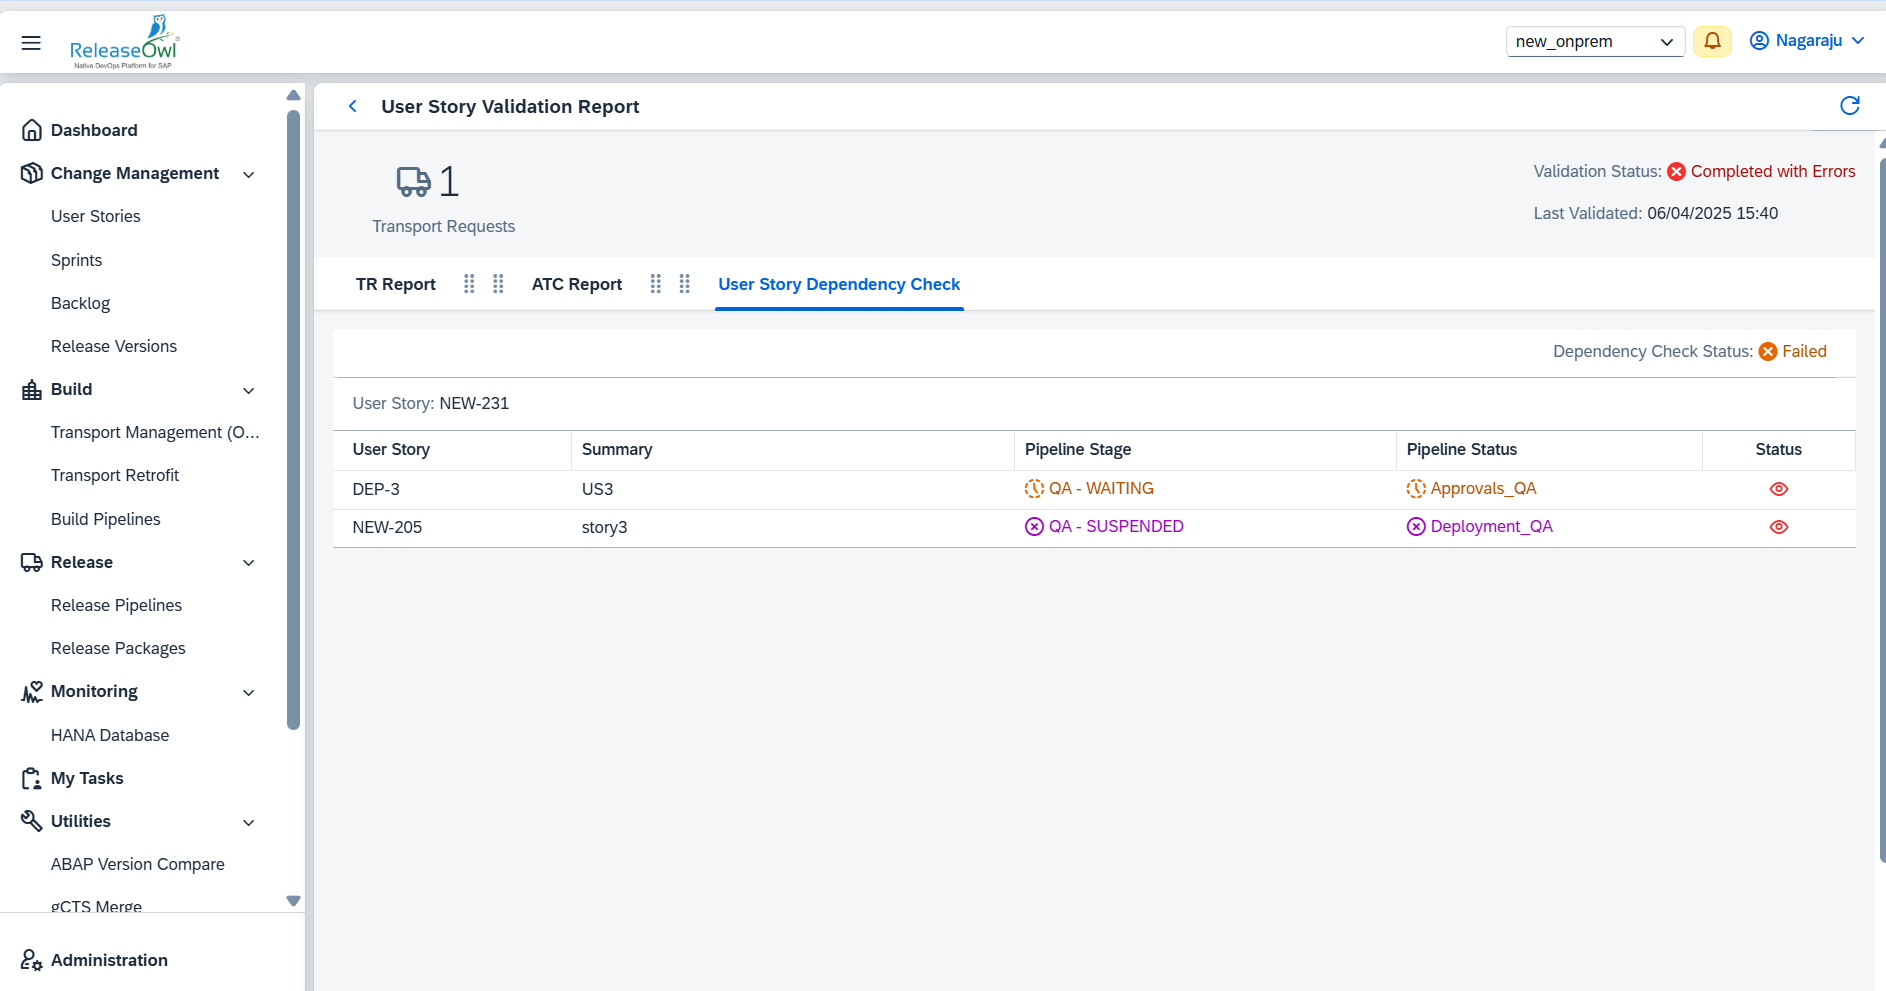 ReleaseOwl
Native DevOps Platform for SAP
new_onprem
Nagaraju
Dashboard
Change Management
User Stories
Sprints
Backlog
Release Versions
Build
Transport Management (O...
Transport Retrofit
Build Pipelines
Release
Release Pipelines
Release Packages
Monitoring
HANA Database
My Tasks
Utilities
ABAP Version Compare
gCTS Merge
Administration
User Story Validation Report
1
Transport Requests
Validation Status: Completed with Errors
Last Validated: 06/04/2025 15:40
TR Report ATC Report User Story Dependency Check
Dependency Check Status: Failed
User Story: NEW-231
User Story Summary Pipeline Stage Pipeline Status Status
DEP-3 US3 QA - WAITING Approvals_QA
NEW-205 story3 QA - SUSPENDED Deployment_QA